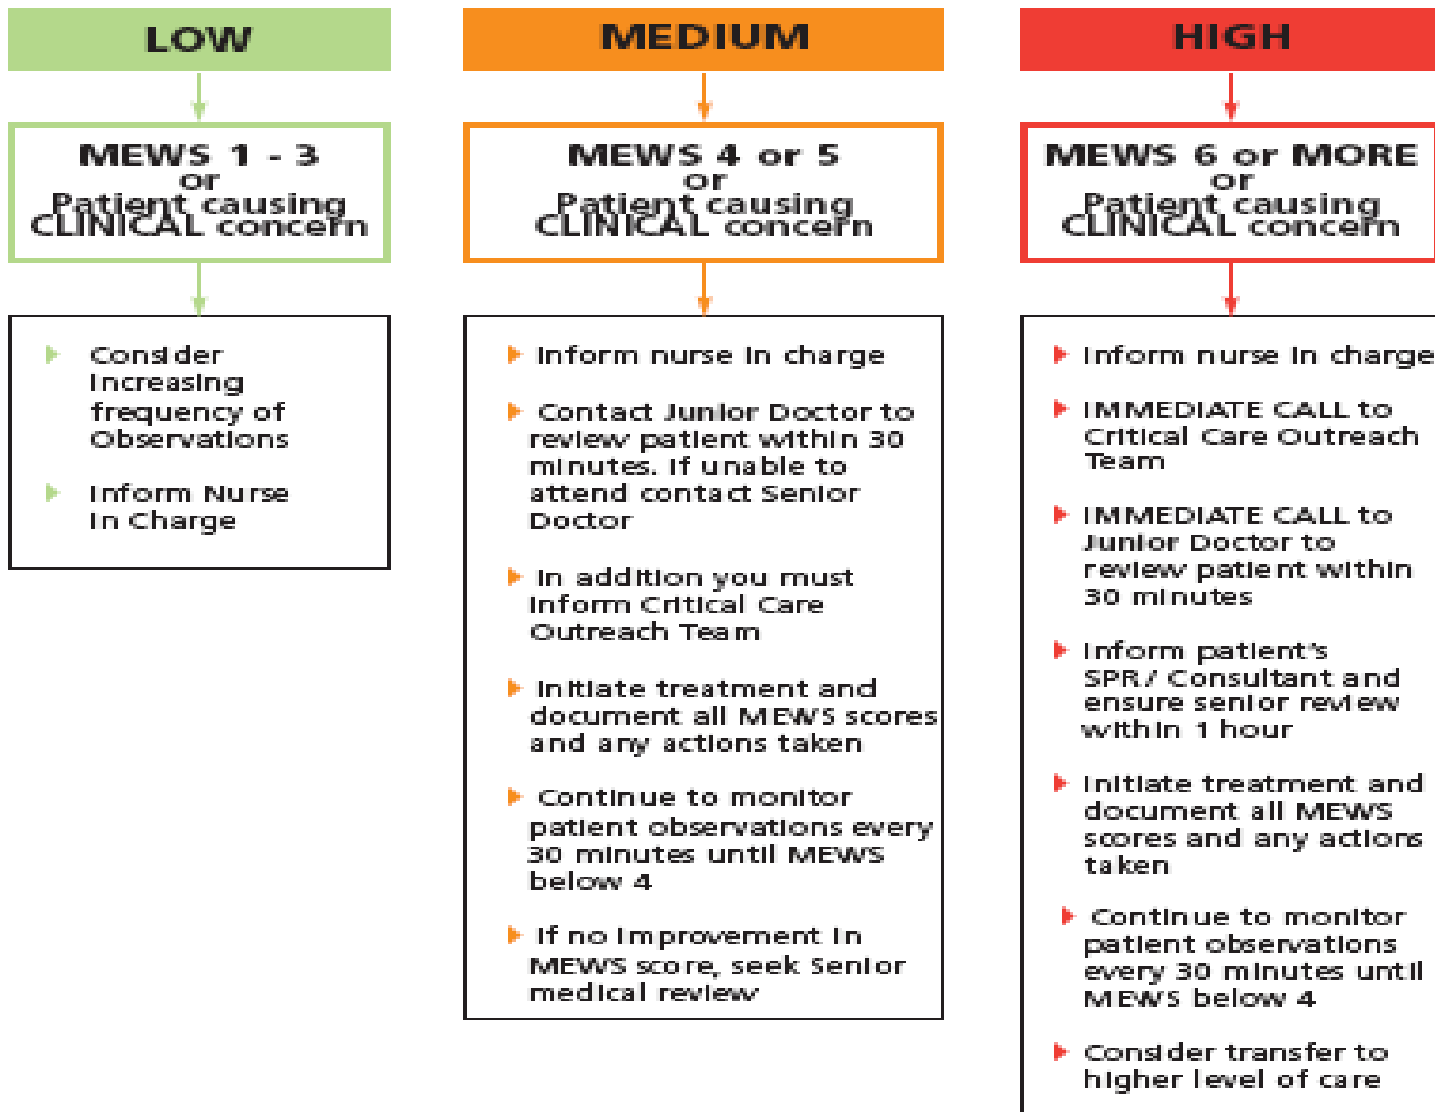 LOW
MEWS 1 - 3
or
Patient causing
CLINICAL concern
Consider
Increasing
frequency of
Observations
Inform Nurse
In Charge
MEDIUM
MEWS 4 or 5
or
Patient causing
CLINICAL concern
Inform nurse in charge
Contact Junior Doctor to
review patient within 30
minutes. If unable to
attend contact Senior
Doctor
In addition you must
inform Critical Care
Outreach Team
Initiate treatment and
document all MEWS scores
and any actions taken
Continue to monitor
patient observations every
30 minutes until MEWS
below 4
If no improvement in
MEWS score, seek Senior
medical review
HIGH
MEWS 6 or MORE
or
Patient causing
CLINICAL concern
Inform nurse in charge
IMMEDIATE CALL to
Critical Care Outreach
Team
IMMEDIATE CALL to
Junior Doctor to
review patient within
30 minutes
Inform patient's
SPR/ Consultant and
ensure senior review
within 1 hour
Initiate treatment and
document all MEWS
scores and any actions
taken
Continue to monitor
patient observations
every 30 minutes until
MEWS below 4
Consider transfer to
higher level of care